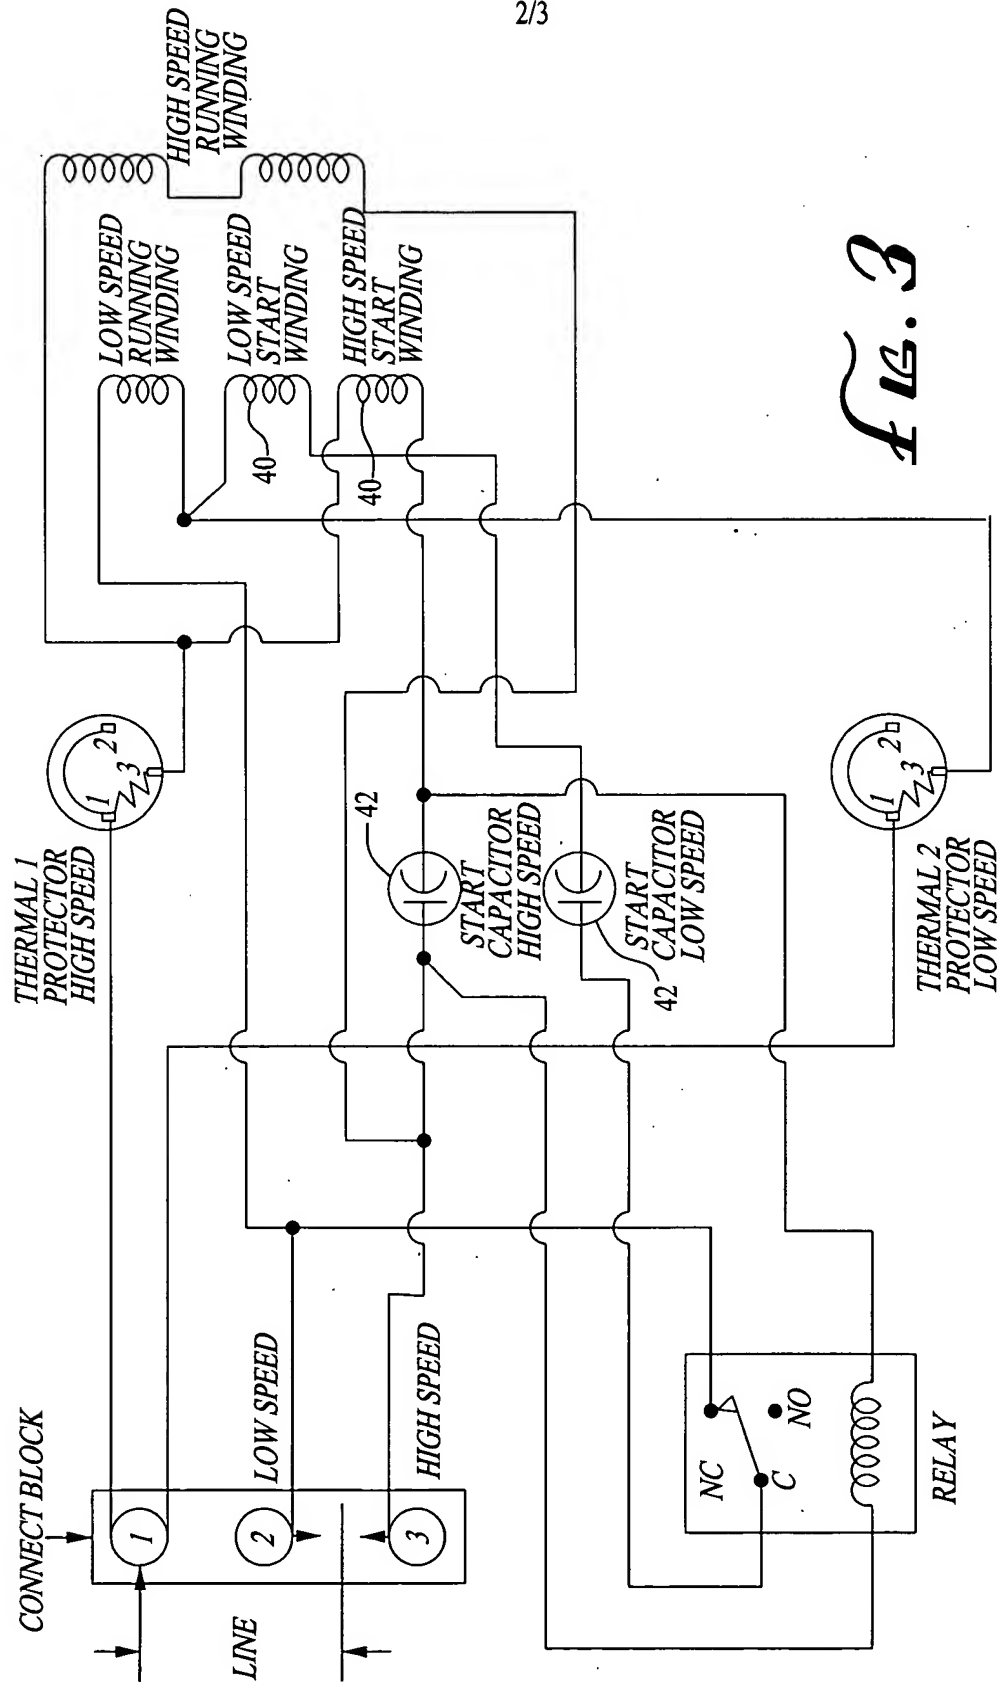 2/3
HIGH SPEED
RUNNING
WINDING
LOW SPEED
RUNNING
WINDING
LOW SPEED
START
WINDING
HIGH SPEED
START
WINDING
40
40
THERMAL 1
PROTECTOR
HIGH SPEED
1
2
3
42
START
CAPACITOR
HIGH SPEED
START
CAPACITOR
LOW SPEED
42
THERMAL 2
PROTECTOR
LOW SPEED
1
2
3
CONNECT BLOCK
1
2
3
LOW SPEED
HIGH SPEED
LINE
NC
C
NO
RELAY
FIG. 3